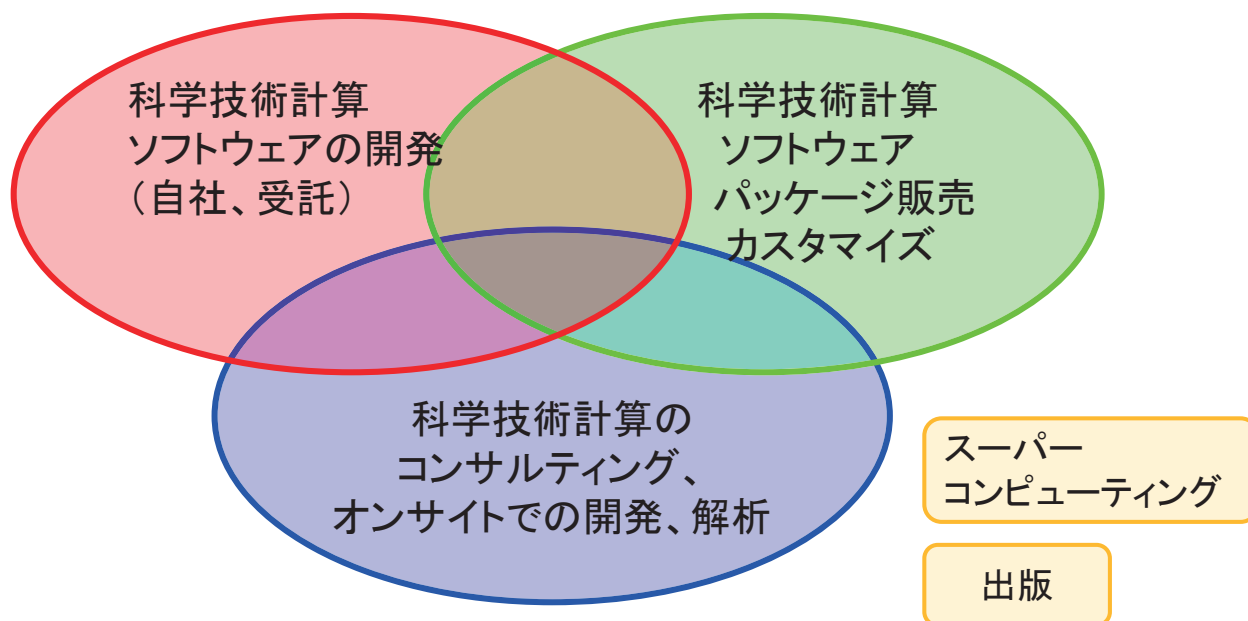 科学技術計算
ソフトウェアの開発
（自社、受託）
科学技術計算
ソフトウェア
パッケージ販売
カスタマイズ
科学技術計算の
コンサルティング、
オンサイトでの開発、解析
スーパー
コンピューティング
出版